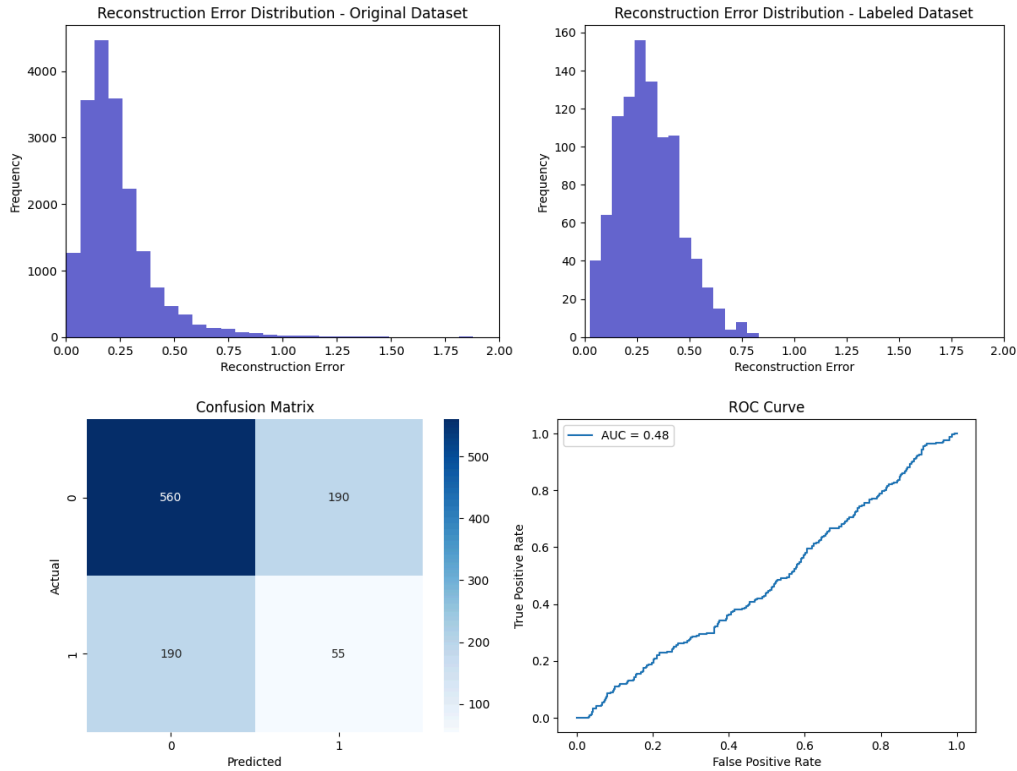 Reconstruction Error Distribution - Original Dataset
Frequency
4000
3000
2000
1000
0
0.00 0.25 0.50 0.75 1.00 1.25 1.50 1.75 2.00
Reconstruction Error
Reconstruction Error Distribution - Labeled Dataset
Frequency
160
140
120
100
80
60
40
20
0
0.00 0.25 0.50 0.75 1.00 1.25 1.50 1.75 2.00
Reconstruction Error
Confusion Matrix
Actual
0
1
560 190
190 55
0 1
Predicted
500
400
300
200
100
ROC Curve
AUC = 0.48
True Positive Rate
1.0
0.8
0.6
0.4
0.2
0.0
0.0 0.2 0.4 0.6 0.8 1.0
False Positive Rate